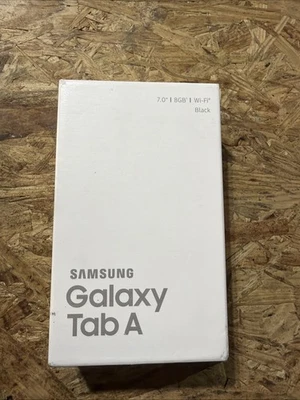 7.0" | 8GB* | Wi-Fi®
Black
SAMSUNG
Galaxy
Tab A